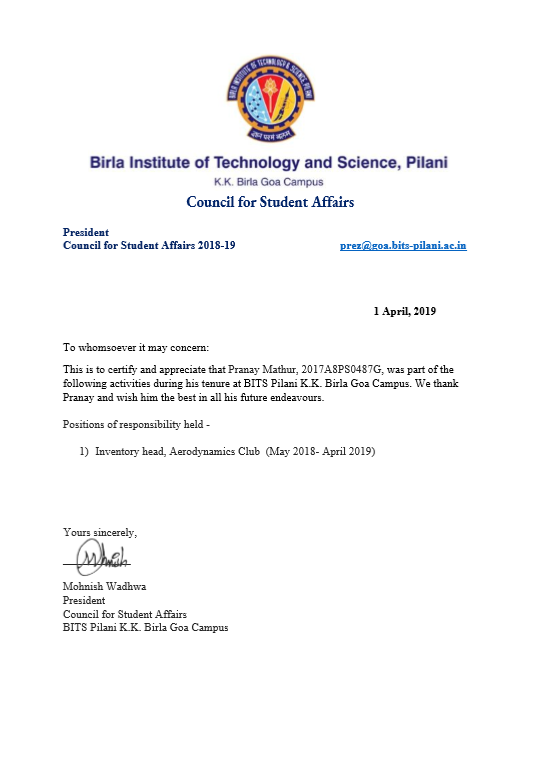 BIRLA INSTITUTE OF TECHNOLOGY & SCIENCE PILANI
ज्ञानं परमं बलम्
Birla Institute of Technology and Science, Pilani
K.K. Birla Goa Campus
Council for Student Affairs
President
Council for Student Affairs 2018-19 prez@goa.bits-pilani.ac.in
1 April, 2019
To whomsoever it may concern:
This is to certify and appreciate that Pranay Mathur, 2017A8PS0487G, was part of the
following activities during his tenure at BITS Pilani K.K. Birla Goa Campus. We thank
Pranay and wish him the best in all his future endeavours.
Positions of responsibility held -
1) Inventory head, Aerodynamics Club (May 2018- April 2019)
Yours sincerely,
Mohnish
Mohnish Wadhwa
President
Council for Student Affairs
BITS Pilani K.K. Birla Goa Campus